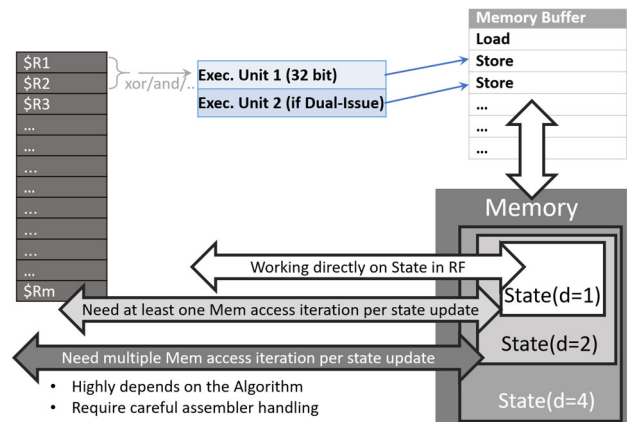 Memory Buffer
Load
Store
Store
...
...
...
$R1
$R2
$R3
...
...
...
...
...
...
...
...
$Rm
xor/and/..
Exec. Unit 1 (32 bit)
Exec. Unit 2 (if Dual-Issue)
Memory
Working directly on State in RF
State(d=1)
Need at least one Mem access iteration per state update
State(d=2)
Need multiple Mem access iteration per state update
State(d=4)
• Highly depends on the Algorithm
• Require careful assembler handling